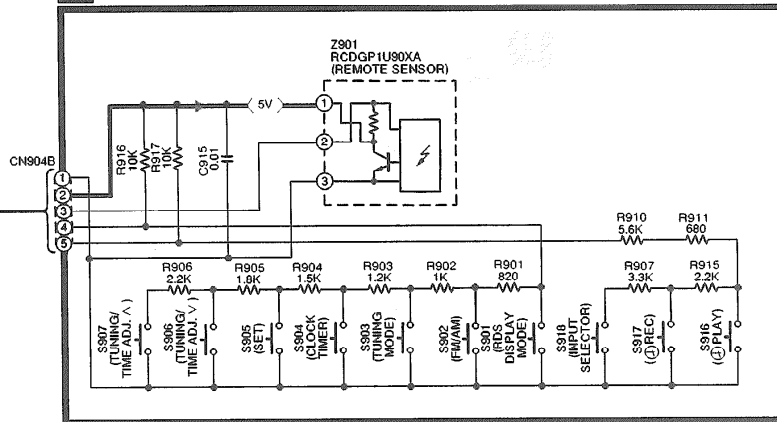 Z901
RCDGP1U90XA
(REMOTE SENSOR)
5V
1
2
3
R916
10K
R917
10K
C915
0.01
CN904B
1
2
3
4
5
R910
5.6K
R911
680
R906
2.2K
R905
1.8K
R904
1.5K
R903
1.2K
R902
1K
R901
820
R907
3.3K
R915
2.2K
S907
(TUNING/
TIME ADJ. ∧)
S906
(TUNING/
TIME ADJ. ∨)
S905
(SET)
S904
(CLOCK
TIMER)
S903
(TUNING
MODE)
S902
(FM/AM)
S901
(RDS
DISPLAY
MODE)
S918
(INPUT
SELECTOR)
S917
(REC)
S916
(PLAY)